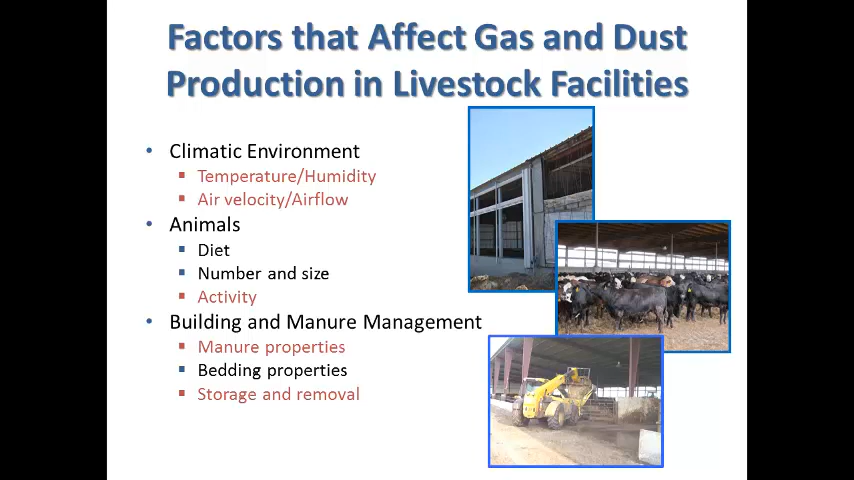 Factors that Affect Gas and Dust
Production in Livestock Facilities
• Climatic Environment
▪ Temperature/Humidity
▪ Air velocity/Airflow
• Animals
▪ Diet
▪ Number and size
▪ Activity
• Building and Manure Management
▪ Manure properties
▪ Bedding properties
▪ Storage and removal